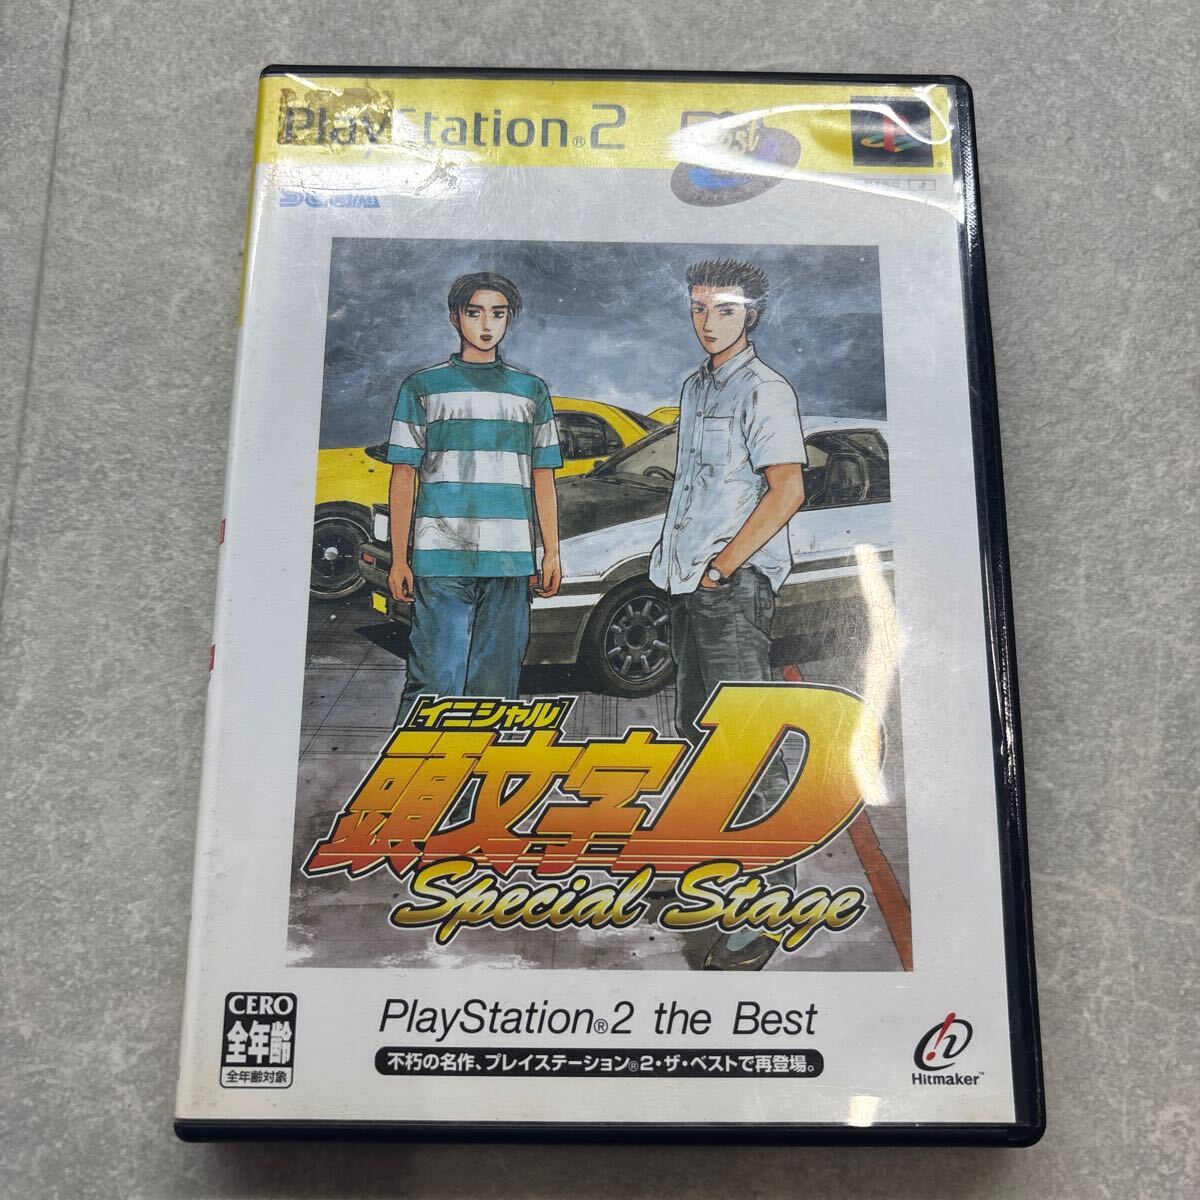 PlayStation®2
Best
SEGA
[イニシャル]
頭文字D
Special Stage
CERO
全年齢
全年齢対象
PlayStation®2 the Best
不朽の名作、プレイステーション®2・ザ・ベストで再登場。
Hitmaker™